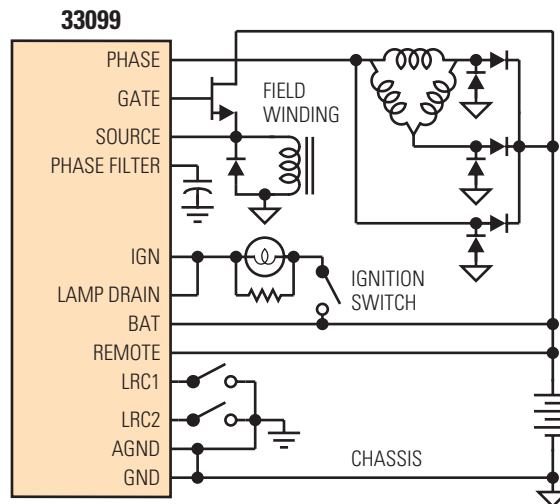 33099
PHASE
GATE
FIELD
WINDING
SOURCE
PHASE FILTER
IGN
IGNITION
SWITCH
LAMP DRAIN
BAT
REMOTE
LRC1
LRC2
AGND
CHASSIS
GND